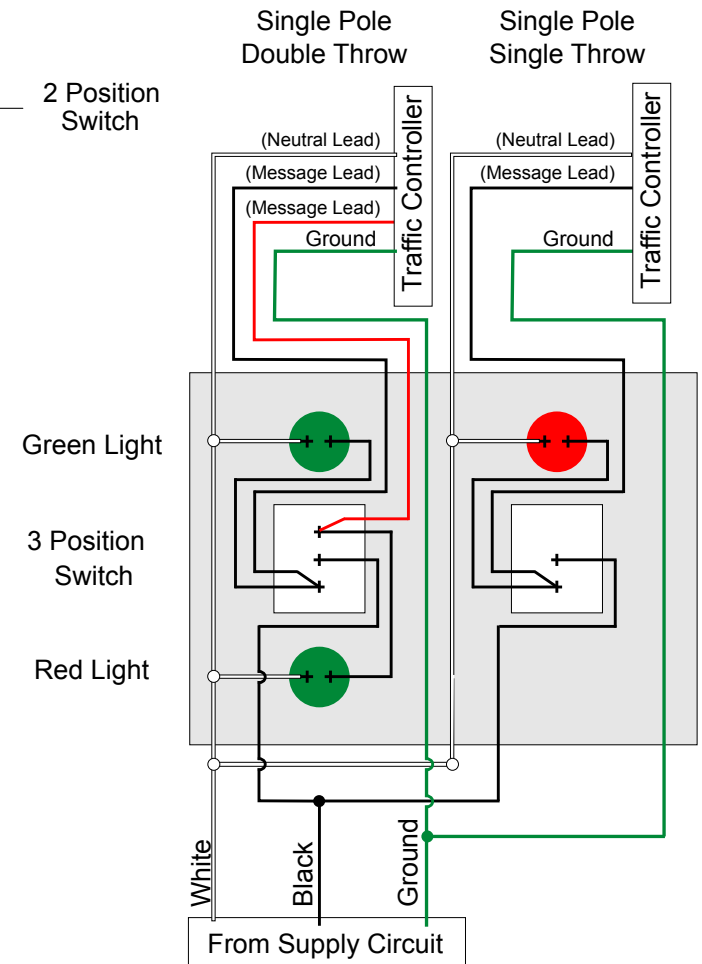 Single Pole
Double Throw
Single Pole
Single Throw
2 Position
Switch
(Neutral Lead)
(Message Lead)
(Message Lead)
Ground
Traffic Controller
(Neutral Lead)
(Message Lead)
Ground
Traffic Controller
Green Light
3 Position
Switch
Red Light
White
Black
Ground
From Supply Circuit